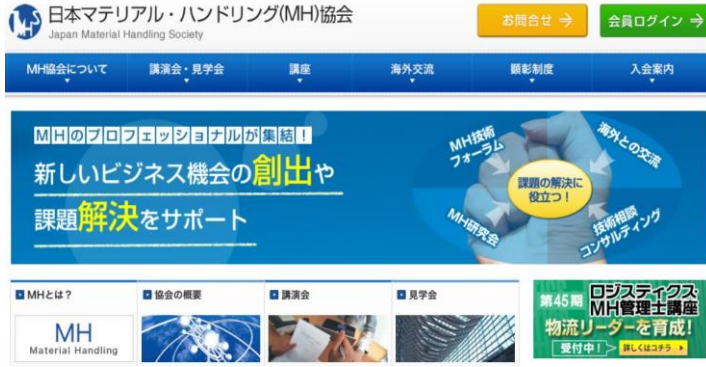 日本マテリアル・ハンドリング(MH)協会
Japan Material Handling Society
お問合せ
会員ログイン
MH協会について
講演会・見学会
講座
海外交流
顕彰制度
入会案内
MHのプロフェッショナルが集結！
新しいビジネス機会の創出や
課題解決をサポート
MH技術
フォーラム
海外との交流
課題の解決に
役立つ！
MH研究会
技術相談
コンサルティング
MHとは？
協会の概要
講演会
見学会
MH
Material Handling
第45期
ロジスティクス
MH管理士講座
物流リーダーを育成!
受付中！
詳しくはコチラ